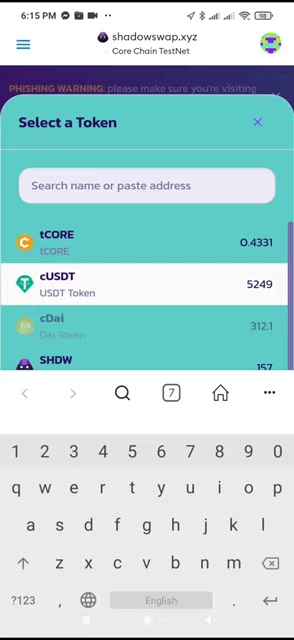 6:15 PM
98
shadowswap.xyz
Core Chain TestNet
PHISHING WARNING: please make sure you're visiting
Select a Token
Search name or paste address
tCORE
tCORE
0.4331
cUSDT
USDT Token
5249
cDai
Dai Token
312.1
SHDW
157
7
1 2 3 4 5 6 7 8 9 0
q w e r t y u i o p
a s d f g h j k l
z x c v b n m
?123 , English .